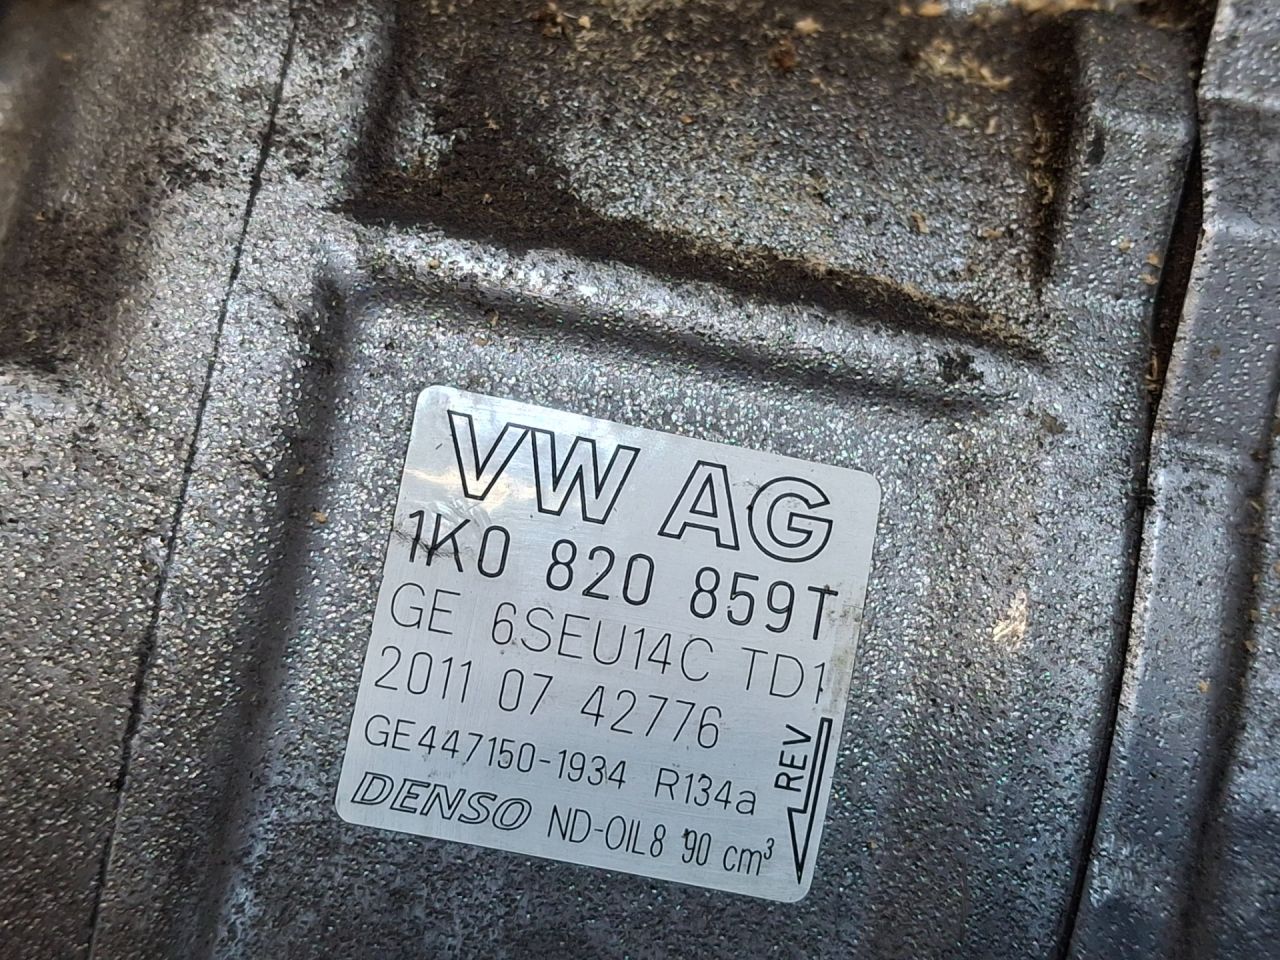 VW AG
1K0 820 859T
GE 6SEU14C TD1
2011 07 42776
GE447150-1934 R134a
DENSO ND-OIL8 90 cm³
REV